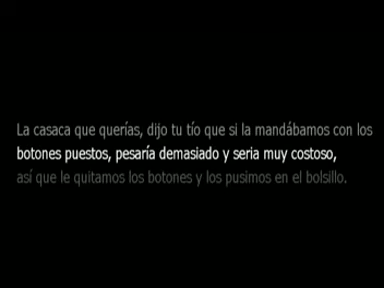 La casaca que querías, dijo tu tío que si la mandábamos con los
botones puestos, pesaría demasiado y seria muy costoso,
así que le quitamos los botones y los pusimos en el bolsillo.